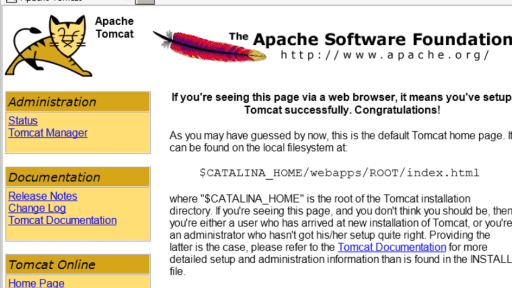 Apache
Tomcat
The Apache Software Foundation
http://www.apache.org/
Administration
Status
Tomcat Manager
Documentation
Release Notes
Change Log
Tomcat Documentation
Tomcat Online
Home Page
If you're seeing this page via a web browser, it means you've setup
Tomcat successfully. Congratulations!
As you may have guessed by now, this is the default Tomcat home page. It
can be found on the local filesystem at:
$CATALINA_HOME/webapps/ROOT/index.html
where "$CATALINA_HOME" is the root of the Tomcat installation
directory. If you're seeing this page, and you don't think you should be, then
you're either a user who has arrived at new installation of Tomcat, or you're
an administrator who hasn't got his/her setup quite right. Providing the
latter is the case, please refer to the Tomcat Documentation for more
detailed setup and administration information than is found in the INSTALL
file.